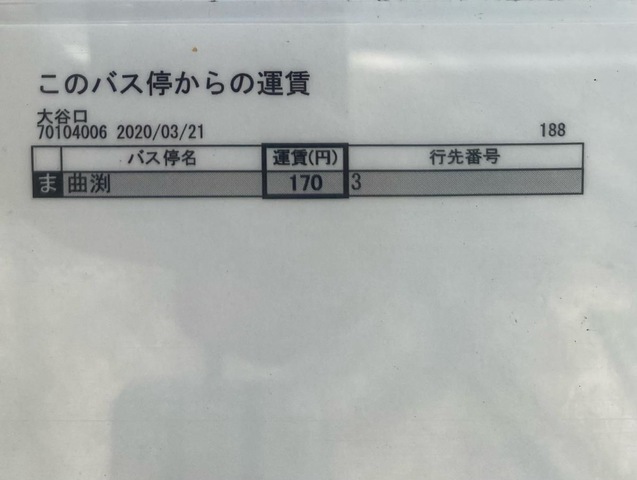 このバス停からの運賃
大谷口
70104006 2020/03/21 188
バス停名 運賃(円) 行先番号
ま 曲渕 170 3